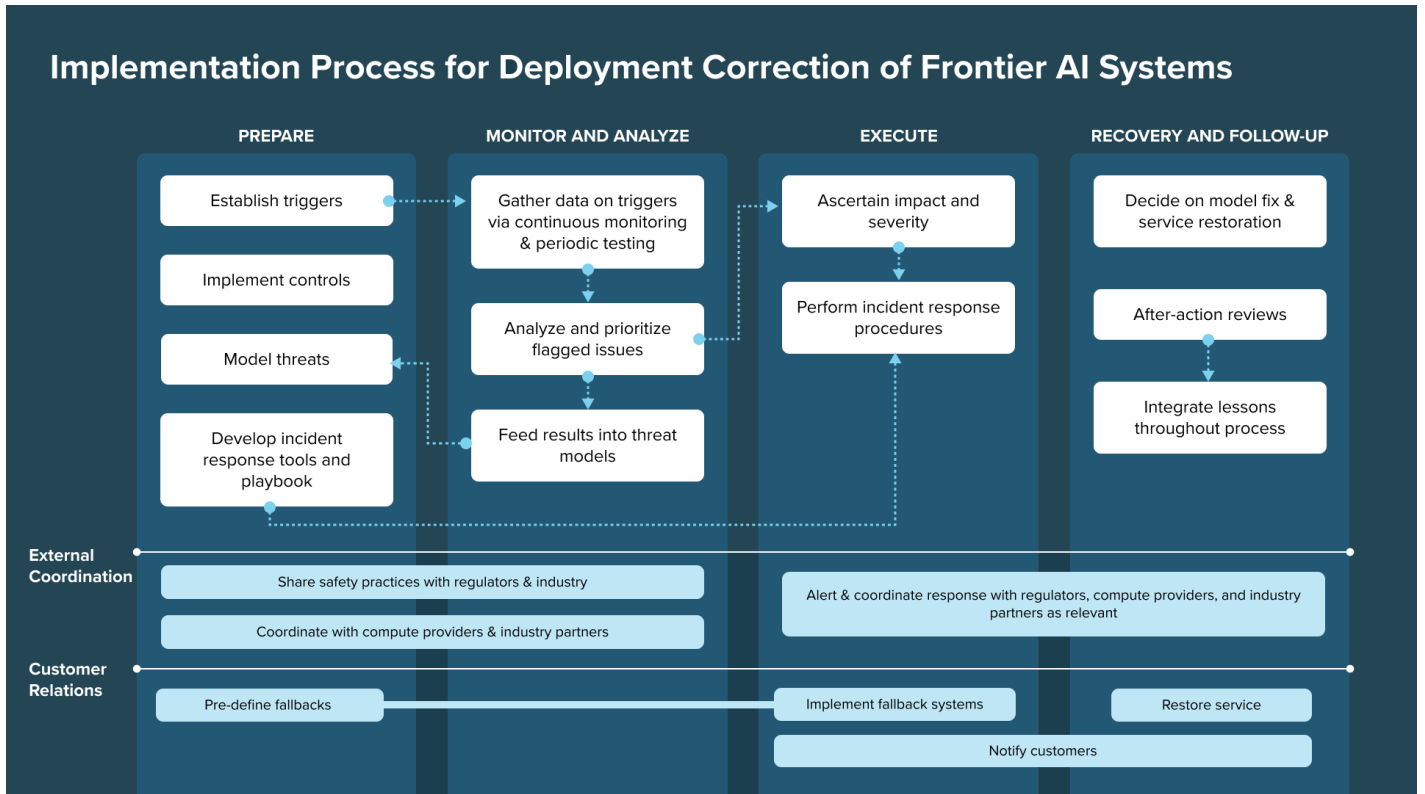 Implementation Process for Deployment Correction of Frontier AI Systems
PREPARE
Establish triggers
Implement controls
Model threats
Develop incident
response tools and
playbook
MONITOR AND ANALYZE
Gather data on triggers
via continuous monitoring
& periodic testing
Analyze and prioritize
flagged issues
Feed results into threat
models
EXECUTE
Ascertain impact and
severity
Perform incident response
procedures
RECOVERY AND FOLLOW-UP
Decide on model fix &
service restoration
After-action reviews
Integrate lessons
throughout process
External
Coordination
Share safety practices with regulators & industry
Coordinate with compute providers & industry partners
Alert & coordinate response with regulators, compute providers, and industry
partners as relevant
Customer
Relations
Pre-define fallbacks
Implement fallback systems
Restore service
Notify customers